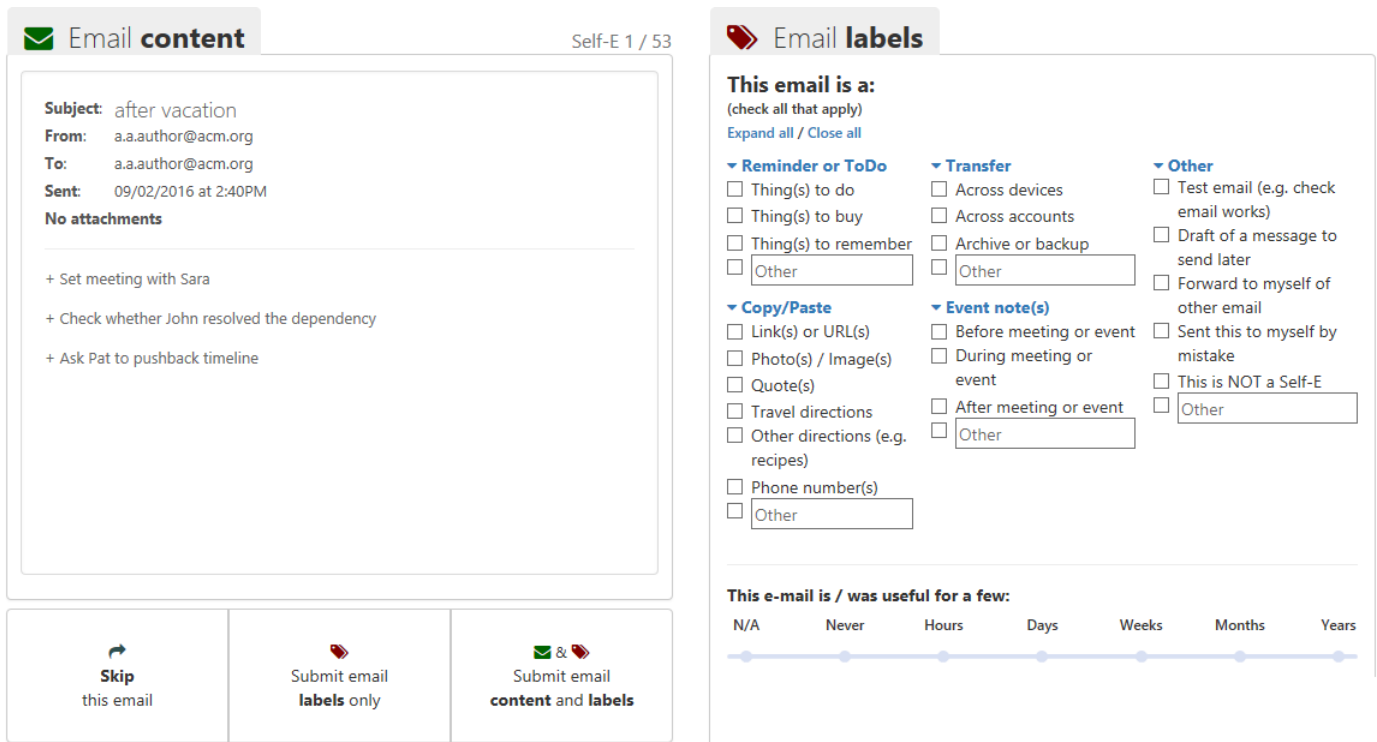 Email content
Self-E 1 / 53
Subject: after vacation
From: a.a.author@acm.org
To: a.a.author@acm.org
Sent: 09/02/2016 at 2:40PM
No attachments
+ Set meeting with Sara
+ Check whether John resolved the dependency
+ Ask Pat to pushback timeline
Skip
this email
Submit email
labels only
&
Submit email
content and labels
Email labels
This email is a:
(check all that apply)
Expand all / Close all
Reminder or ToDo
Thing(s) to do
Thing(s) to buy
Thing(s) to remember
Other
Copy/Paste
Link(s) or URL(s)
Photo(s) / Image(s)
Quote(s)
Travel directions
Other directions (e.g.
recipes)
Phone number(s)
Other
Transfer
Across devices
Across accounts
Archive or backup
Other
Event note(s)
Before meeting or event
During meeting or
event
After meeting or event
Other
Other
Test email (e.g. check
email works)
Draft of a message to
send later
Forward to myself of
other email
Sent this to myself by
mistake
This is NOT a Self-E
Other
This e-mail is / was useful for a few:
N/A Never Hours Days Weeks Months Years